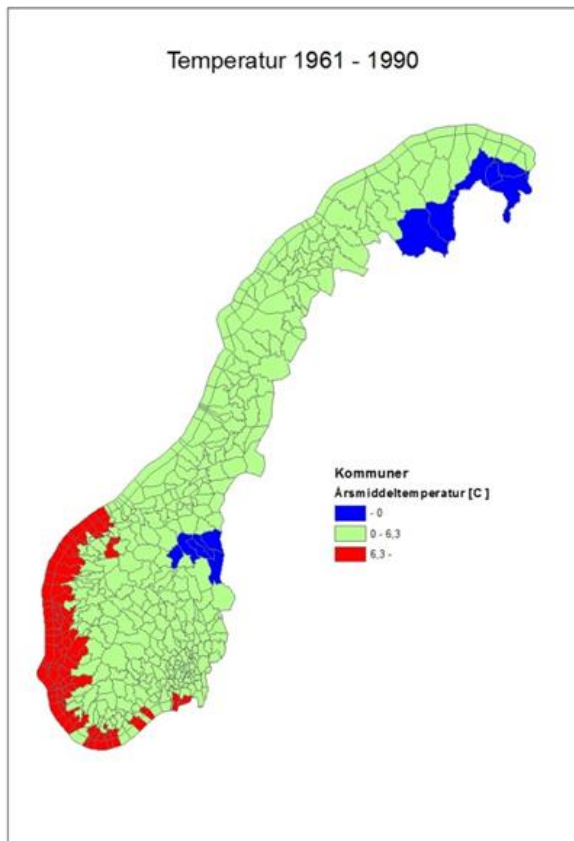 Temperatur 1961 - 1990
Kommuner
Årsmiddeltemperatur [C ]
- 0
0 - 6,3
6,3 -